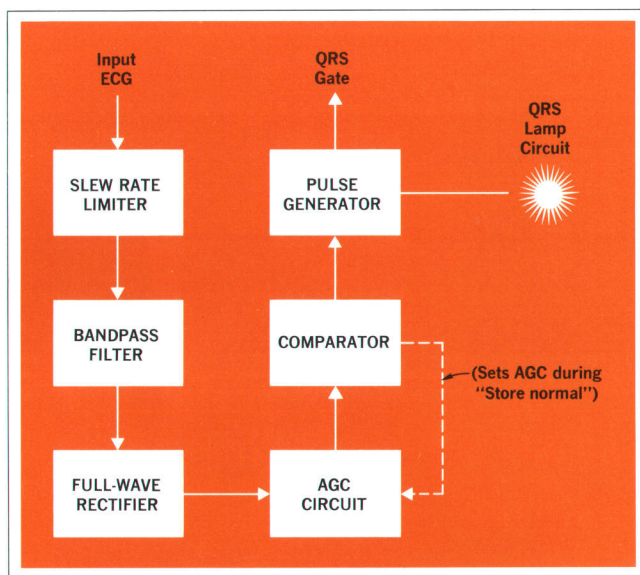 Input
ECG
SLEW RATE
LIMITER
BANDPASS
FILTER
FULL-WAVE
RECTIFIER
QRS
Gate
PULSE
GENERATOR
COMPARATOR
AGC
CIRCUIT
QRS
Lamp
Circuit
(Sets AGC during
"Store normal")